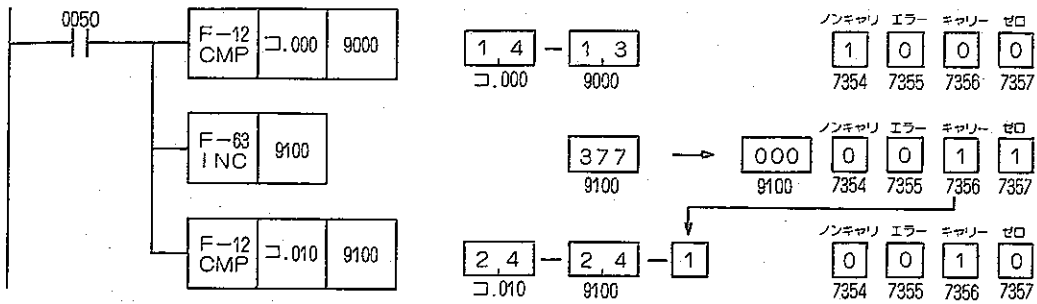 0050
F-12 CMP コ.000 9000
1 4 － 1 3
コ.000 9000
ノンキャリ エラー キャリー ゼロ
1 0 0 0
7354 7355 7356 7357
F-63 INC 9100
377 → 000
9100 9100
ノンキャリ エラー キャリー ゼロ
0 0 1 1
7354 7355 7356 7357
F-12 CMP コ.010 9100
2 4 － 2 4 － 1
コ.010 9100
ノンキャリ エラー キャリー ゼロ
0 0 1 0
7354 7355 7356 7357